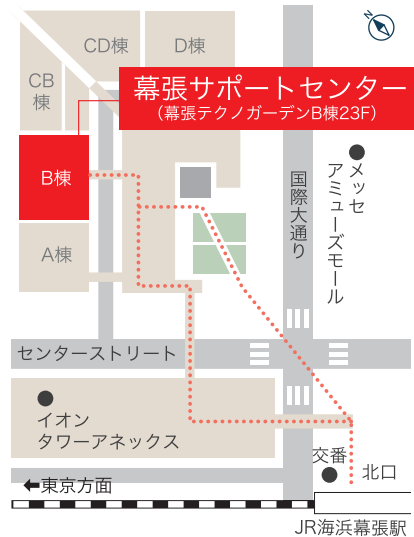 N
CD棟
D棟
CB
棟
幕張サポートセンター
(幕張テクノガーデンB棟23F)
B棟
A棟
国際大通り
メッセ
アミューズモール
センターストリート
イオン
タワーアネックス
交番
北口
東京方面
JR海浜幕張駅